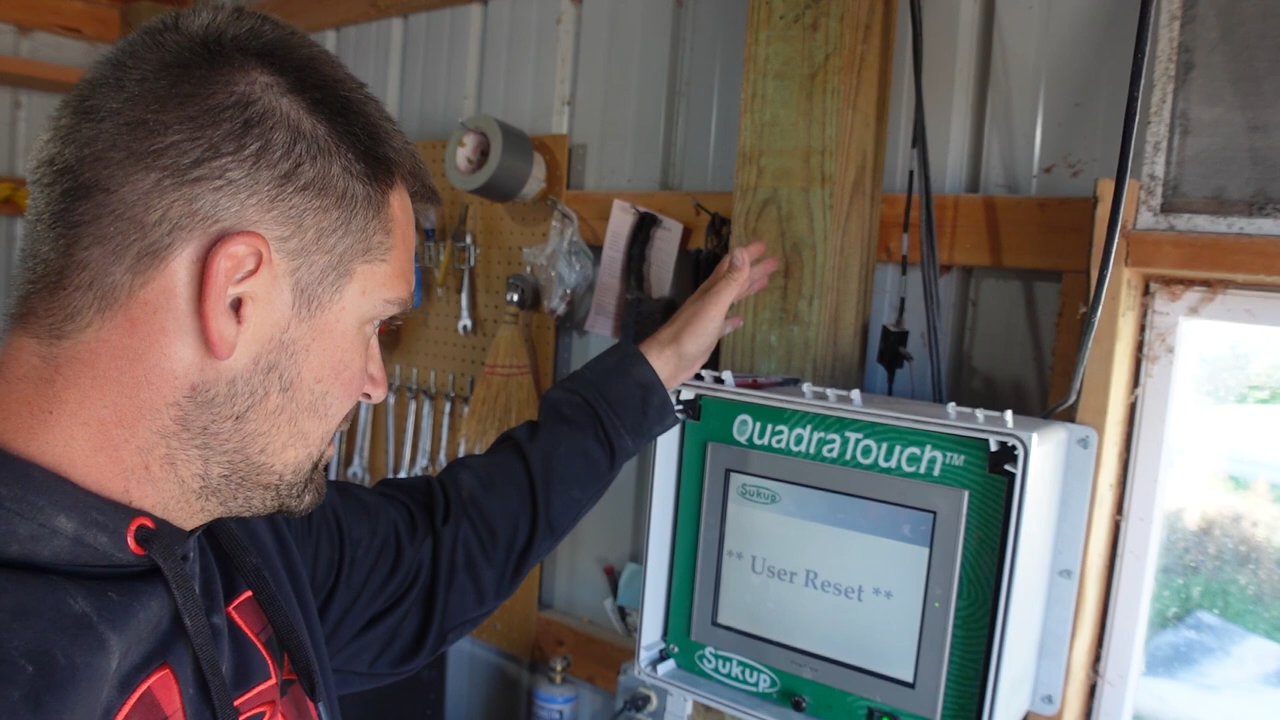 QuadraTouch™
Sukup
** User Reset **
Sukup